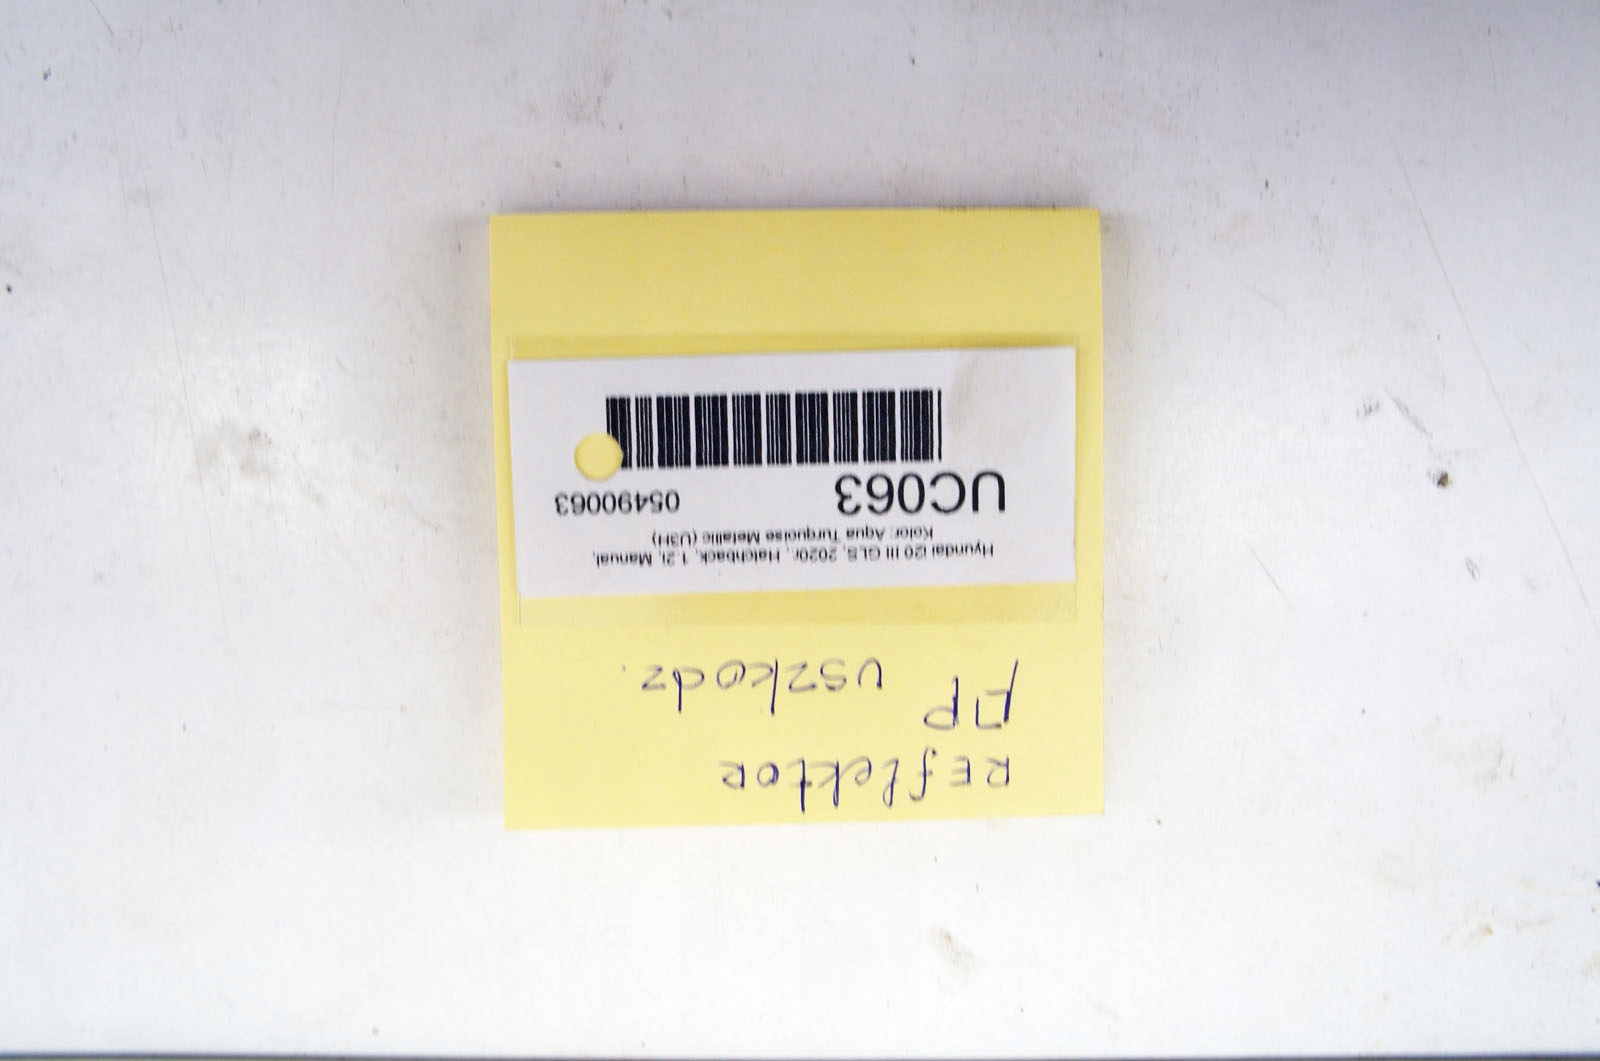 REflektor
PP uszkodz.
Hyundai i20 III GLS, 2020r, Hatchback, 1.2i, Manual,
Kolor: Aqua Turquoise Metallic (U3H)
UC063 05490063